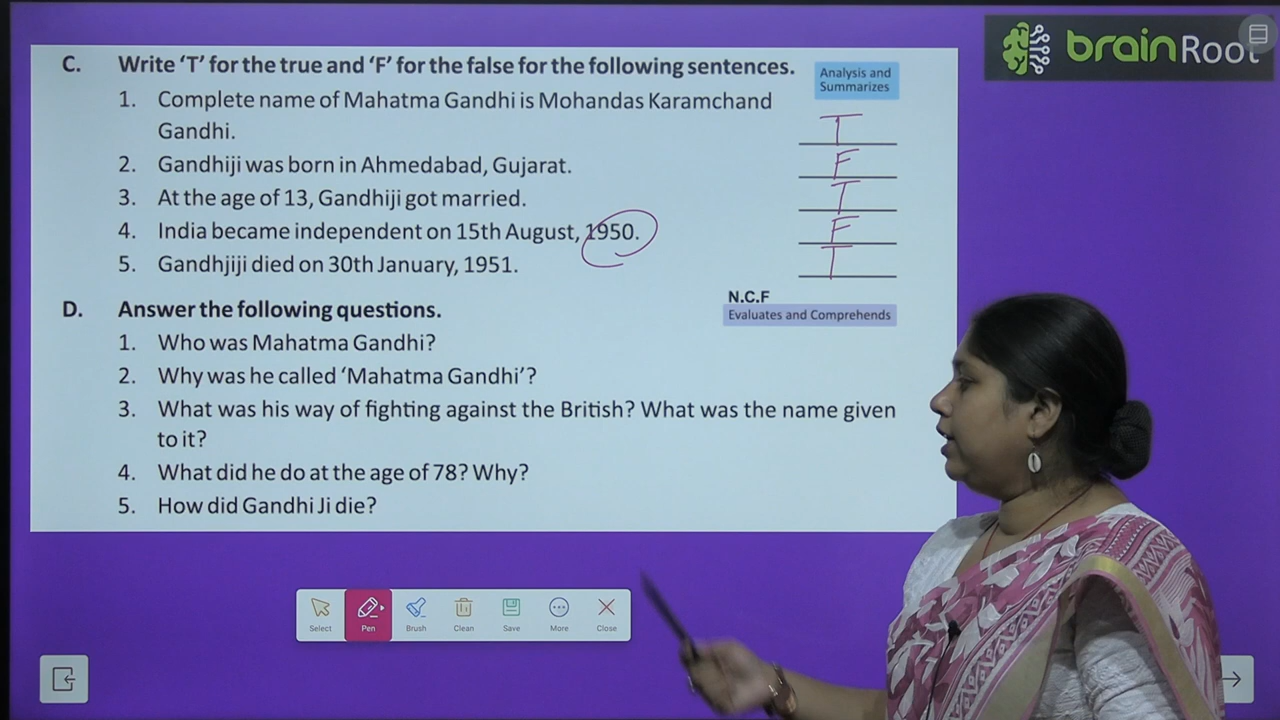 brainRoot
C. Write ‘T’ for the true and ‘F’ for the false for the following sentences.
Analysis and
Summarizes
1. Complete name of Mahatma Gandhi is Mohandas Karamchand
Gandhi.
T
2. Gandhiji was born in Ahmedabad, Gujarat. F
3. At the age of 13, Gandhiji got married. T
4. India became independent on 15th August, 1950. F
5. Gandhjiji died on 30th January, 1951. T
N.C.F
D. Answer the following questions.
Evaluates and Comprehends
1. Who was Mahatma Gandhi?
2. Why was he called ‘Mahatma Gandhi’?
3. What was his way of fighting against the British? What was the name given
to it?
4. What did he do at the age of 78? Why?
5. How did Gandhi Ji die?
Select Pen Brush Clean Save More Close